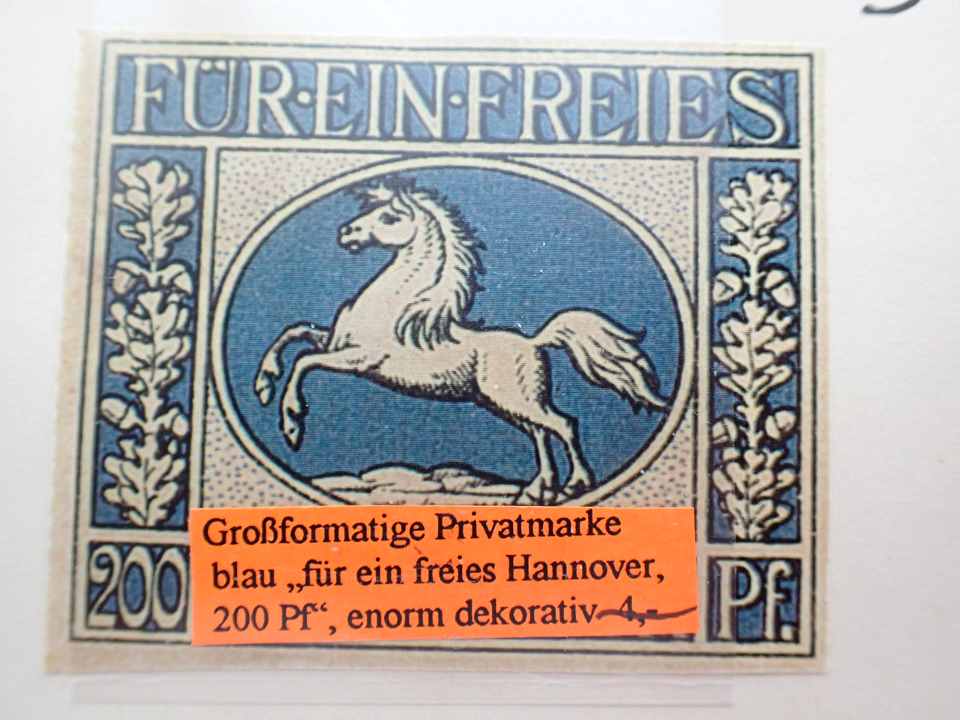 FÜR·EIN·FREIES
200 Pf.
Großformatige Privatmarke
blau „für ein freies Hannover,
200 Pf“, enorm dekorativ 4,-